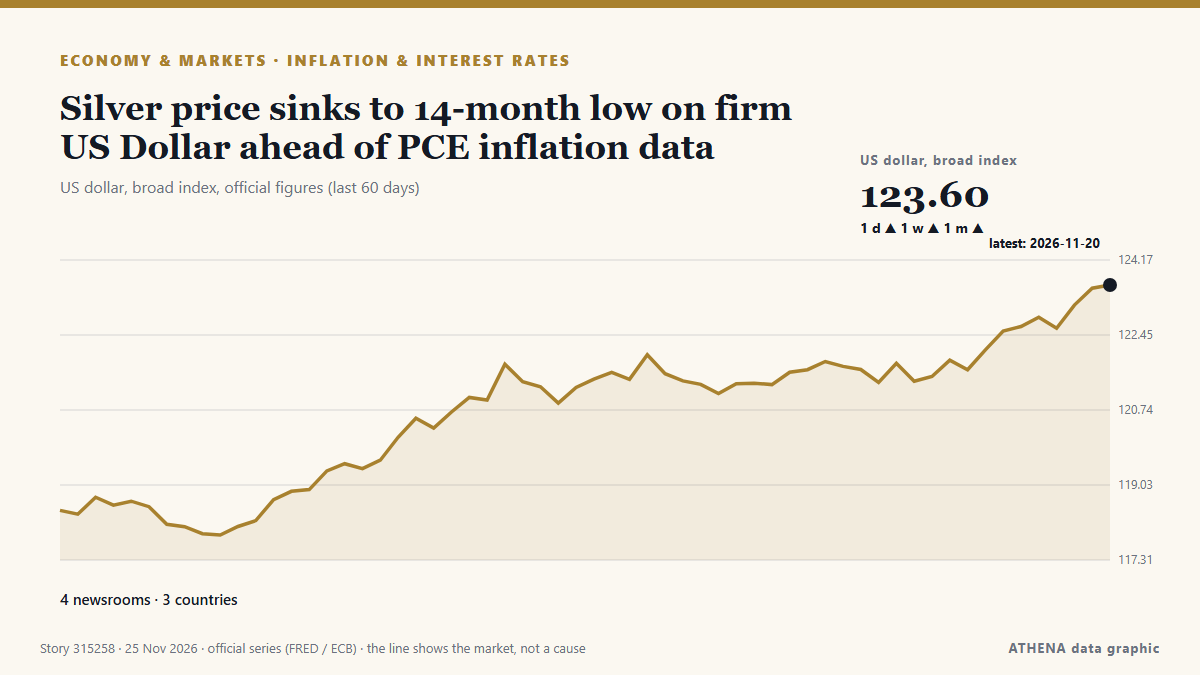 ECONOMY & MARKETS · INFLATION & INTEREST RATES
Silver price sinks to 14-month low on firm
US Dollar ahead of PCE inflation data
US dollar, broad index, official figures (last 60 days)
US dollar, broad index
123.60
1 d ▲ 1 w ▲ 1 m ▲
latest: 2026-11-20
124.17
122.45
120.74
119.03
117.31
4 newsrooms · 3 countries
Story 315258 · 25 Nov 2026 · official series (FRED / ECB) · the line shows the market, not a cause
ATHENA data graphic